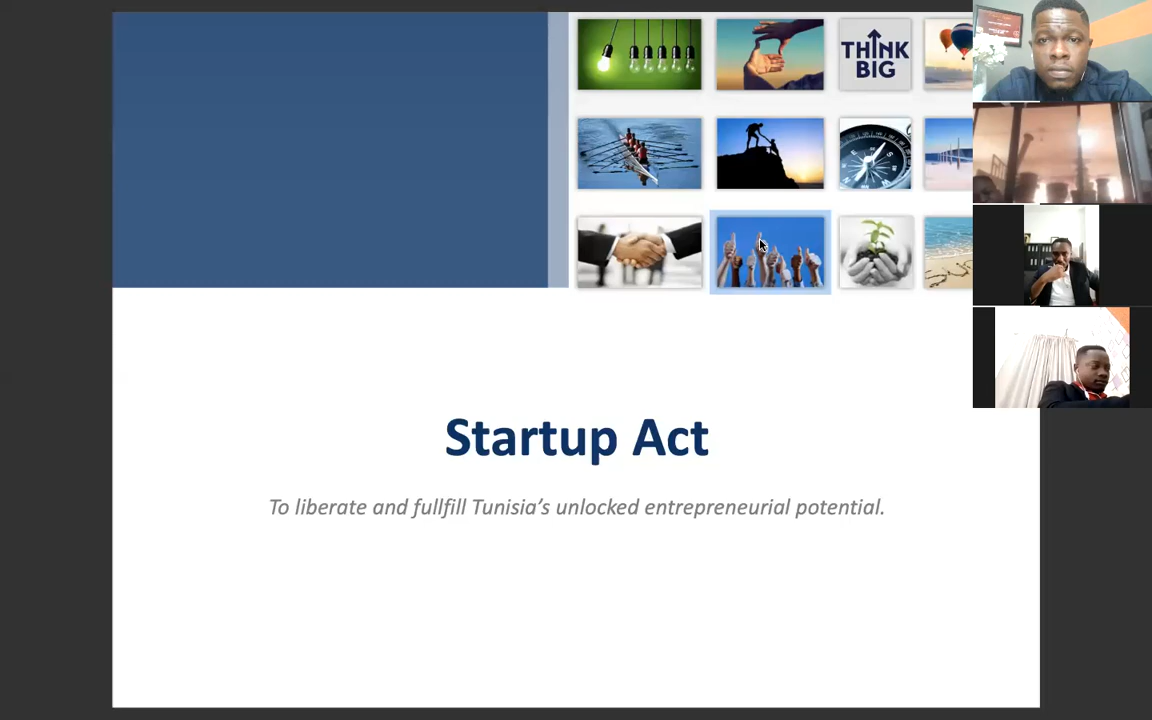 THINK
BIG
Startup Act
To liberate and fullfill Tunisia's unlocked entrepreneurial potential.